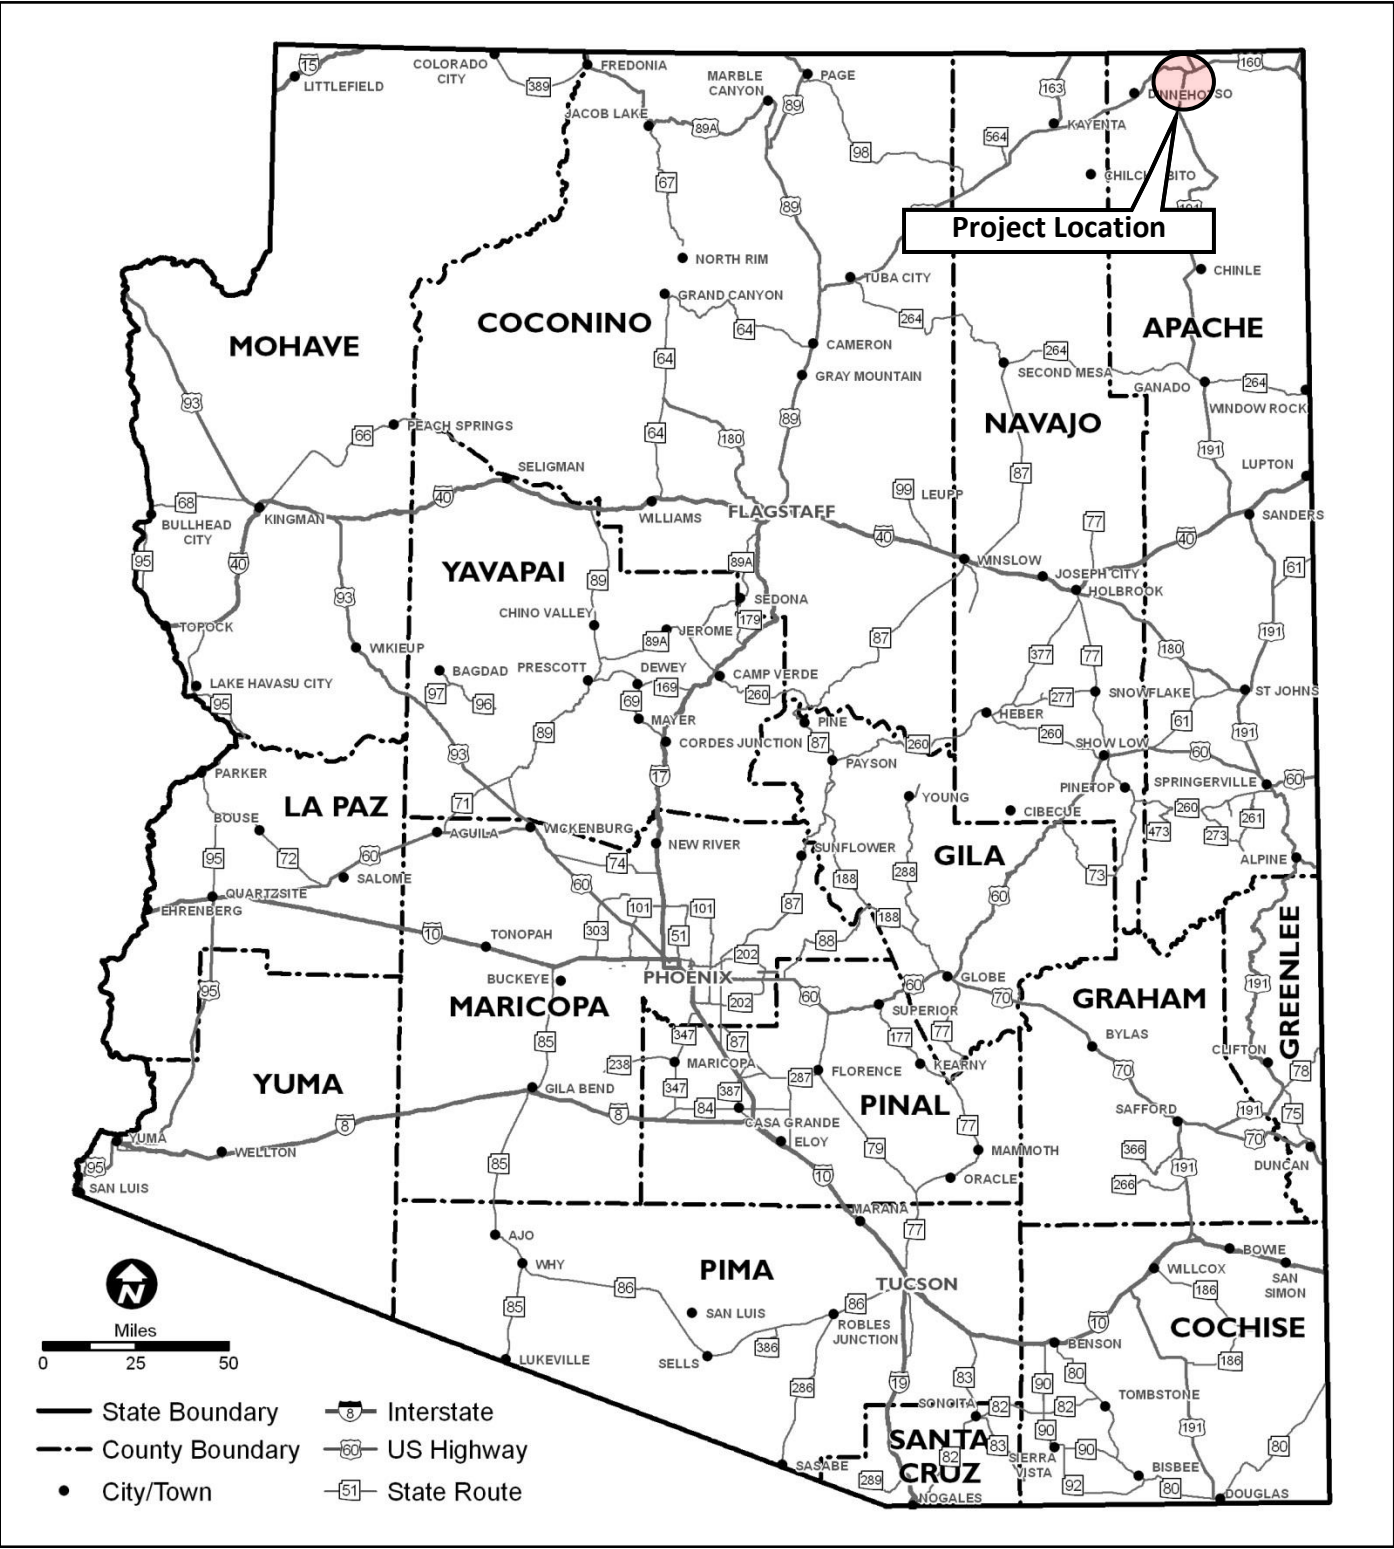 15
LITTLEFIELD
COLORADO
CITY
389
FREDONIA
MARBLE
CANYON
PAGE
89
163
160
DINNEHOTSO
JACOB LAKE
89A
KAYENTA
564
98
67
CHILCHINBITO
89
191
Project Location
NORTH RIM
TUBA CITY
CHINLE
GRAND CANYON
264
COCONINO
64
MOHAVE
APACHE
CAMERON
64
264
SECOND MESA
GRAY MOUNTAIN
GANADO
264
93
WINDOW ROCK
89
NAVAJO
66
PEACH SPRINGS
64
180
191
SELIGMAN
LUPTON
87
99
LEUPP
40
68
BULLHEAD
CITY
KINGMAN
WILLIAMS
FLAGSTAFF
SANDERS
77
40
40
95
40
89A
WINSLOW
61
YAVAPAI
89
JOSEPH CITY
HOLBROOK
93
SEDONA
CHINO VALLEY
179
TOPOCK
JEROME
191
89A
87
WIKIEUP
180
377
77
BAGDAD
PRESCOTT
DEWEY
CAMP VERDE
LAKE HAVASU CITY
169
260
97
96
95
69
277
SNOWFLAKE
ST JOHNS
MAYER
PINE
HEBER
61
89
87
260
260
191
CORDES JUNCTION
SHOW LOW
93
60
PAYSON
PARKER
17
PINETOP
SPRINGERVILLE
60
LA PAZ
71
YOUNG
260
BOUSE
CIBECUE
261
AGUILA
WICKENBURG
473
273
NEW RIVER
SUNFLOWER
95
72
60
GILA
ALPINE
74
SALOME
288
188
73
60
QUARTZSITE
60
EHRENBERG
101
101
87
188
10
TONOPAH
303
51
88
202
GREENLEE
BUCKEYE
PHOENIX
GLOBE
95
60
60
70
191
MARICOPA
202
SUPERIOR
GRAHAM
347
87
177
77
BYLAS
85
CLIFTON
238
MARICOPA
KEARNY
78
YUMA
287
FLORENCE
70
GILA BEND
347
387
PINAL
84
SAFFORD
191
75
8
8
CASA GRANDE
77
YUMA
ELOY
70
WELLTON
79
MAMMOTH
366
DUNCAN
95
85
10
191
SAN LUIS
ORACLE
266
MARANA
77
AJO
BOWIE
WHY
PIMA
WILLCOX
SAN
SIMON
TUCSON
86
186
85
SAN LUIS
86
ROBLES
JUNCTION
10
COCHISE
Miles
0 25 50
386
BENSON
LUKEVILLE
SELLS
186
83
80
286
19
90
TOMBSTONE
State Boundary
Interstate
8
SONOITA
82
82
County Boundary
US Highway
60
SANTA
CRUZ
83
90
191
82
SIERRA
VISTA
90
80
SASABE
BISBEE
City/Town
State Route
51
289
92
80
NOGALES
DOUGLAS
N